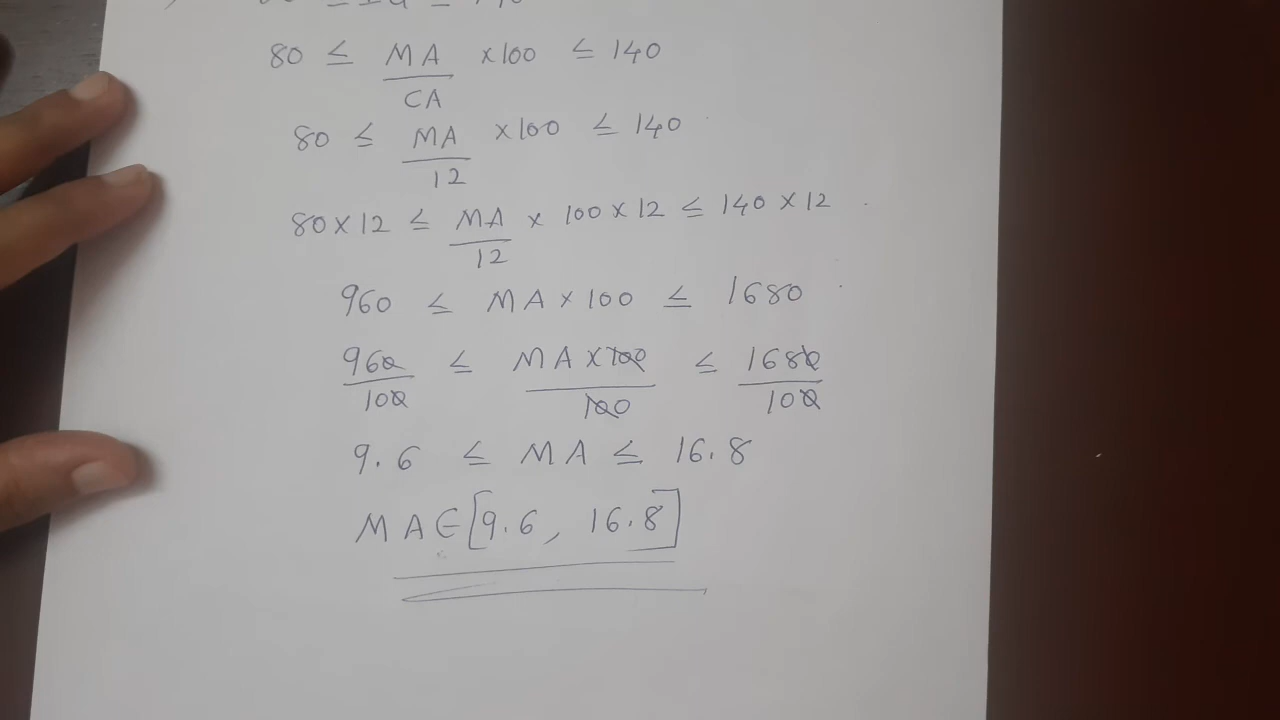 80 ≤ MA/CA ×100 ≤ 140
80 ≤ MA/12 ×100 ≤ 140
80×12 ≤ MA/12 × 100×12 ≤ 140×12
960 ≤ MA×100 ≤ 1680
960/100 ≤ MA×100/100 ≤ 1680/100
9.6 ≤ MA ≤ 16.8
MA∈[9.6, 16.8]